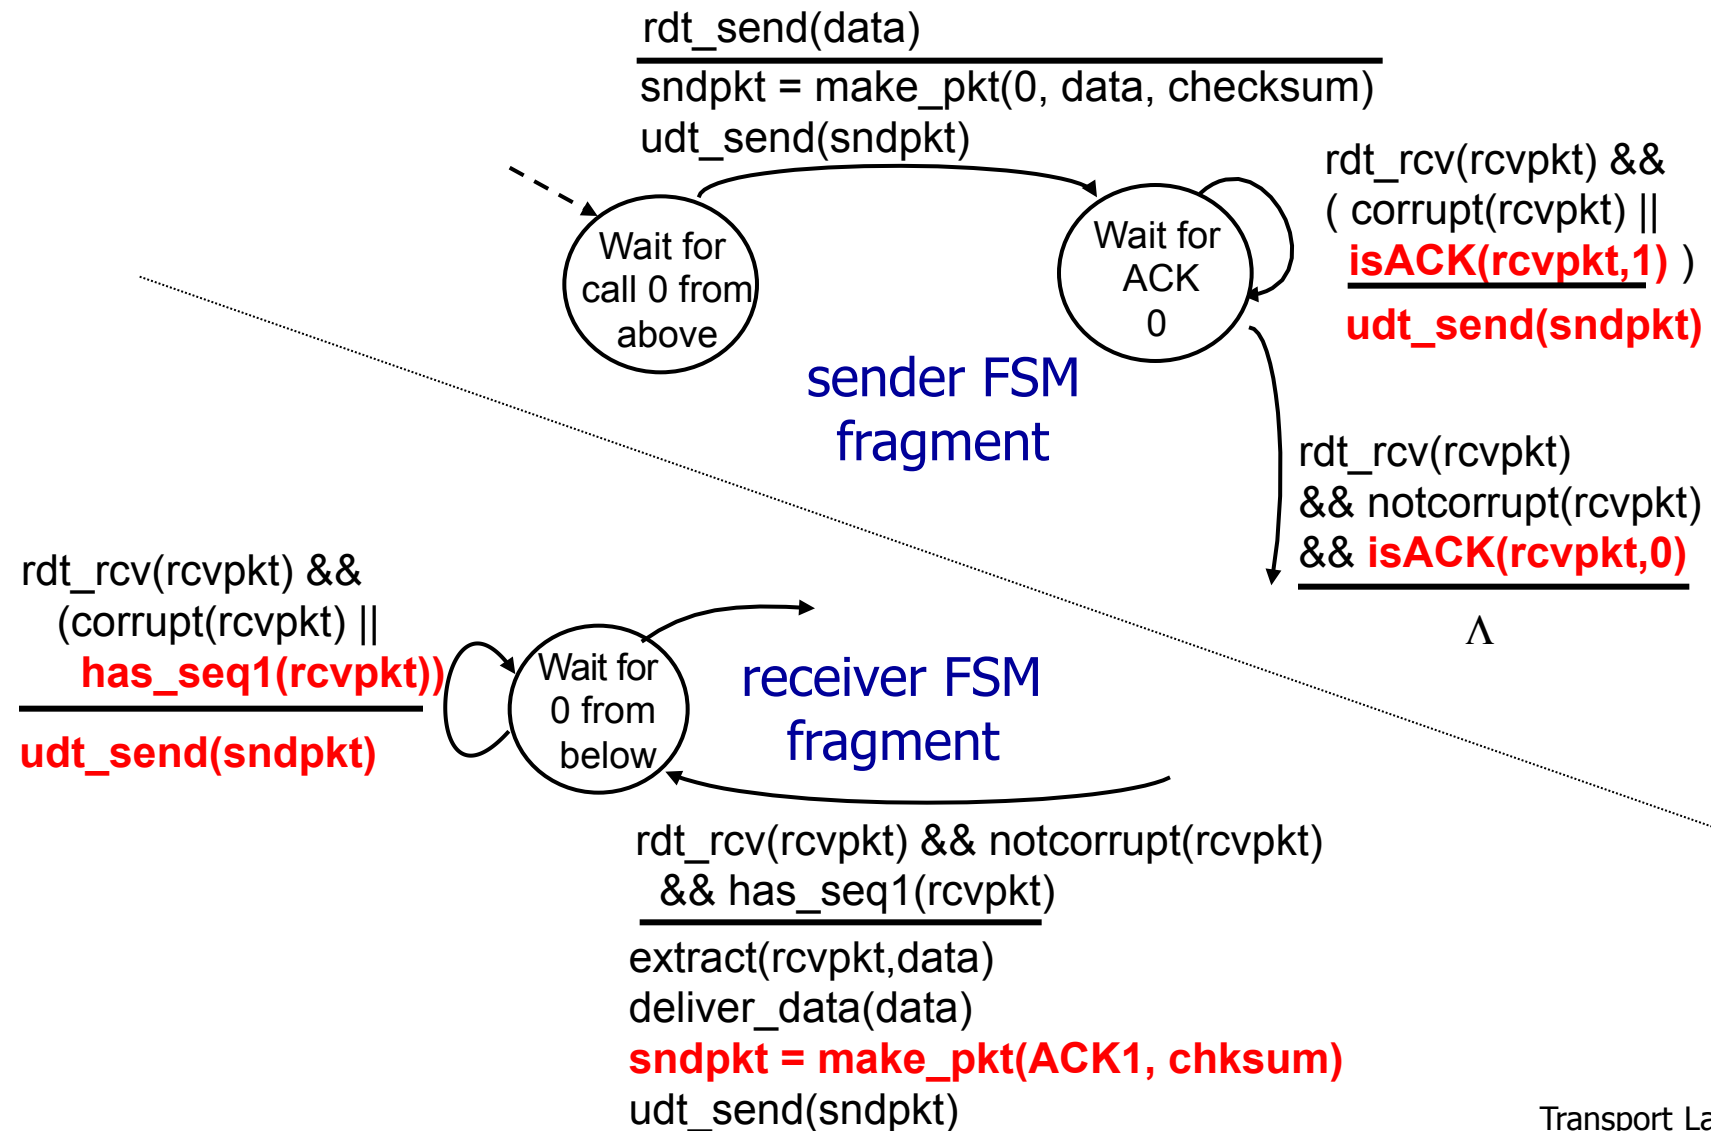 rdt_send(data)
sndpkt = make_pkt(0, data, checksum)
udt_send(sndpkt)
rdt_rcv(rcvpkt) &&
( corrupt(rcvpkt) ||
isACK(rcvpkt,1) )
udt_send(sndpkt)
Wait for
call 0 from
above
Wait for
ACK
0
sender FSM
fragment
rdt_rcv(rcvpkt)
&& notcorrupt(rcvpkt)
&& isACK(rcvpkt,0)
Λ
rdt_rcv(rcvpkt) &&
(corrupt(rcvpkt) ||
has_seq1(rcvpkt))
udt_send(sndpkt)
Wait for
0 from
below
receiver FSM
fragment
rdt_rcv(rcvpkt) && notcorrupt(rcvpkt)
&& has_seq1(rcvpkt)
extract(rcvpkt,data)
deliver_data(data)
sndpkt = make_pkt(ACK1, chksum)
udt_send(sndpkt)
Transport La